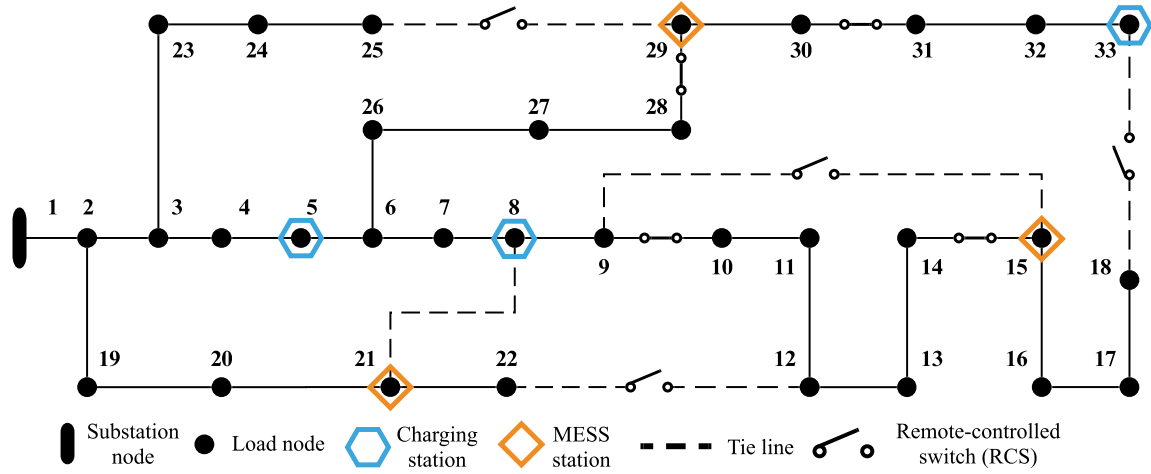 23 24 25 29 30 31 32 33
26 27 28
1 2 3 4 5 6 7 8
9 10 11 14 15 18
19 20 21 22 12 13 16 17
Substation
node
Load node
Charging
station
MESS
station
Tie line
Remote-controlled
switch (RCS)